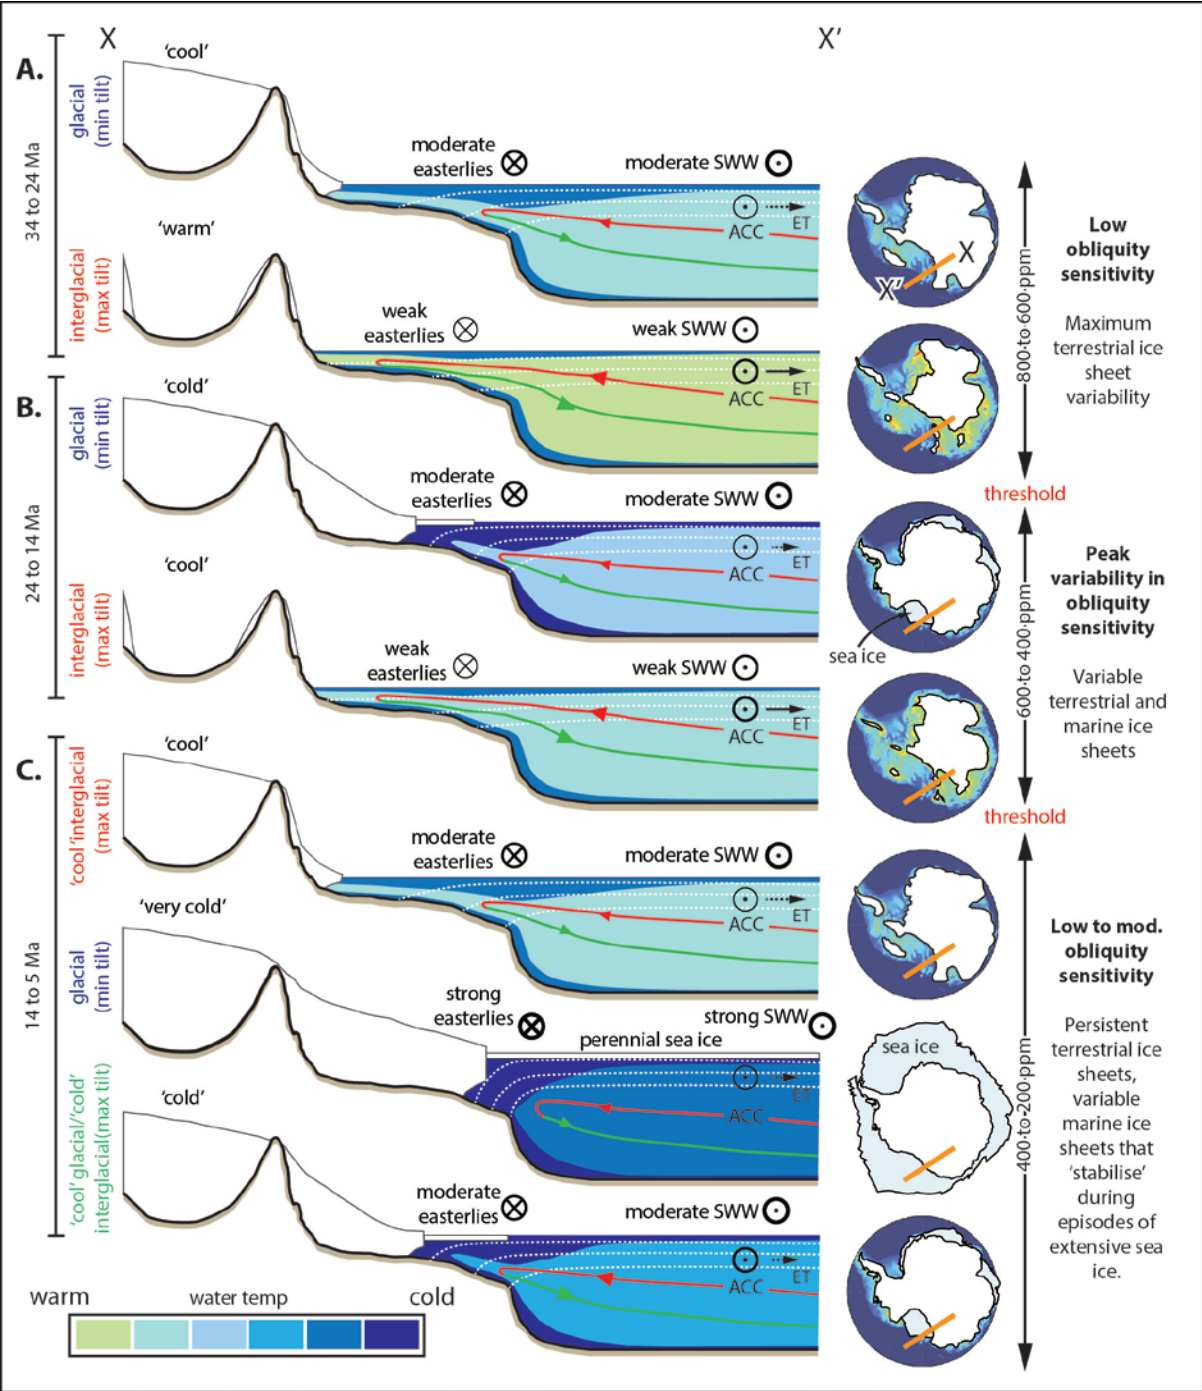 X
X'
A.
34 to 24 Ma
glacial
(min tilt)
'cool'
moderate
easterlies
moderate SWW
ACC
ET
X
X'
interglacial
(max tilt)
'warm'
weak
easterlies
weak SWW
ACC
ET
800-to-600-ppm
Low
obliquity
sensitivity
Maximum
terrestrial ice
sheet
variability
threshold
B.
24 to 14 Ma
glacial
(min tilt)
'cold'
moderate
easterlies
moderate SWW
ACC
ET
sea ice
interglacial
(max tilt)
'cool'
weak
easterlies
weak SWW
ACC
ET
600-to 400-ppm
Peak
variability in
obliquity
sensitivity
Variable
terrestrial and
marine ice
sheets
threshold
C.
14 to 5 Ma
'cool'interglacial
(max tilt)
'cool'
moderate
easterlies
moderate SWW
ACC
ET
glacial
(min tilt)
'very cold'
strong
easterlies
strong SWW
perennial sea ice
ACC
ET
sea ice
'cool' glacial/'cold'
interglacial(max tilt)
'cold'
moderate
easterlies
moderate SWW
ACC
ET
400-to-200-ppm
Low to mod.
obliquity
sensitivity
Persistent
terrestrial ice
sheets,
variable
marine ice
sheets that
'stabilise'
during
episodes of
extensive sea
ice.
warm
water temp
cold